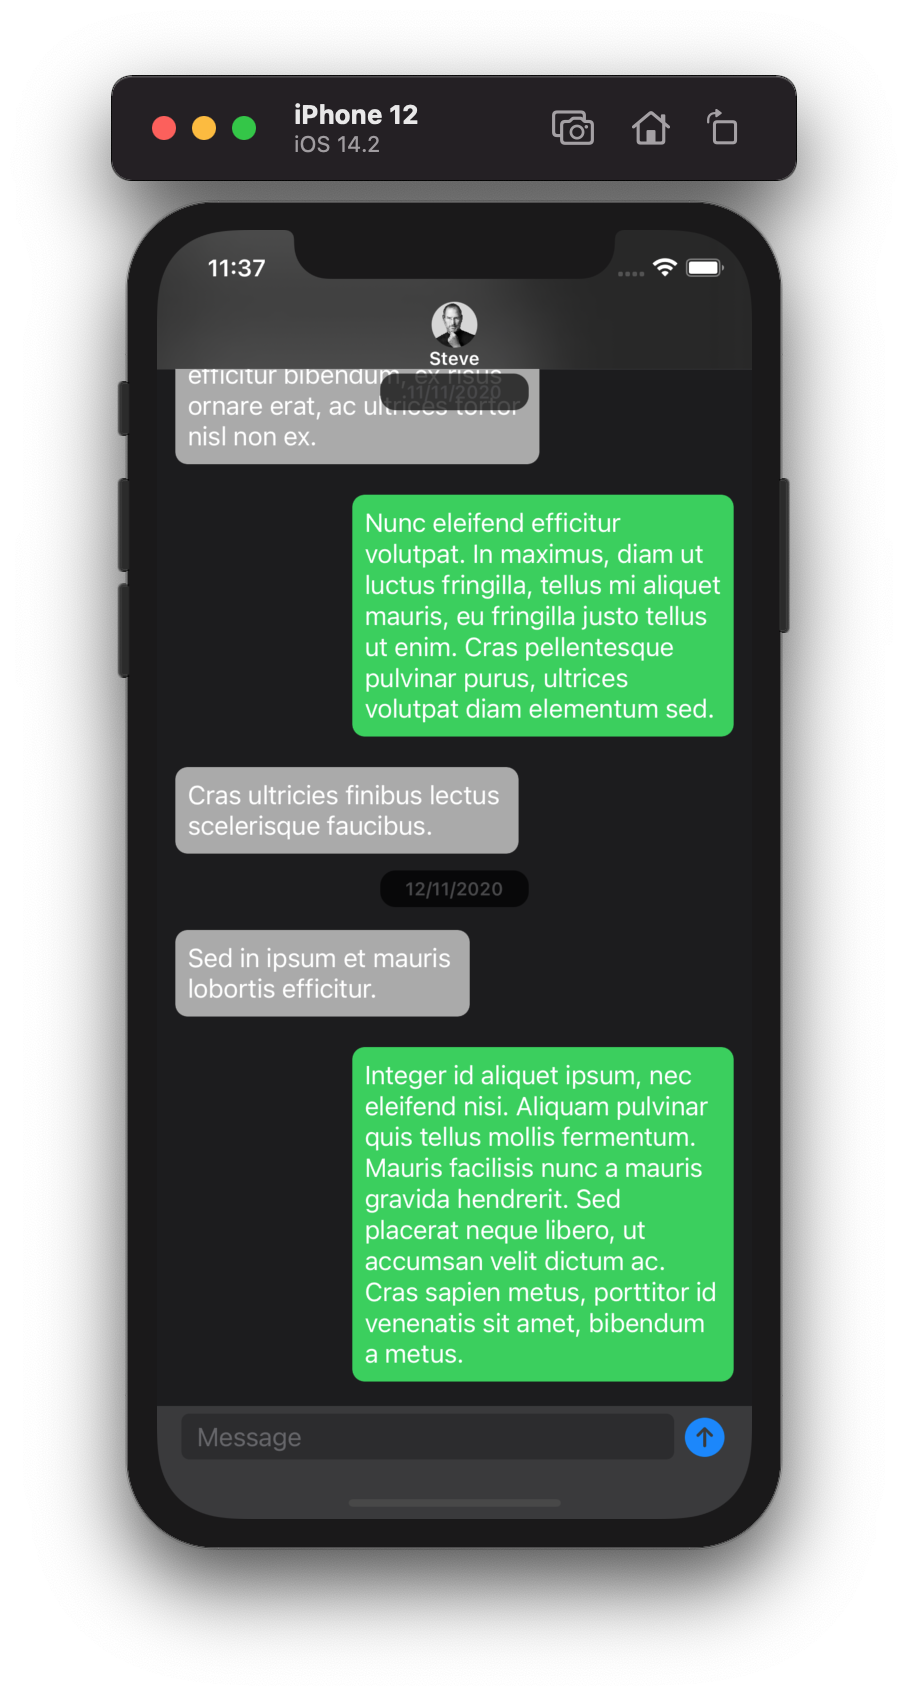 iPhone 12
iOS 14.2
11:37
Steve
efficitur bibendum, ex risus
11/11/2020
ornare erat, ac ultrices tortor
nisl non ex.
Nunc eleifend efficitur
volutpat. In maximus, diam ut
luctus fringilla, tellus mi aliquet
mauris, eu fringilla justo tellus
ut enim. Cras pellentesque
pulvinar purus, ultrices
volutpat diam elementum sed.
Cras ultricies finibus lectus
scelerisque faucibus.
12/11/2020
Sed in ipsum et mauris
lobortis efficitur.
Integer id aliquet ipsum, nec
eleifend nisi. Aliquam pulvinar
quis tellus mollis fermentum.
Mauris facilisis nunc a mauris
gravida hendrerit. Sed
placerat neque libero, ut
accumsan velit dictum ac.
Cras sapien metus, porttitor id
venenatis sit amet, bibendum
a metus.
Message